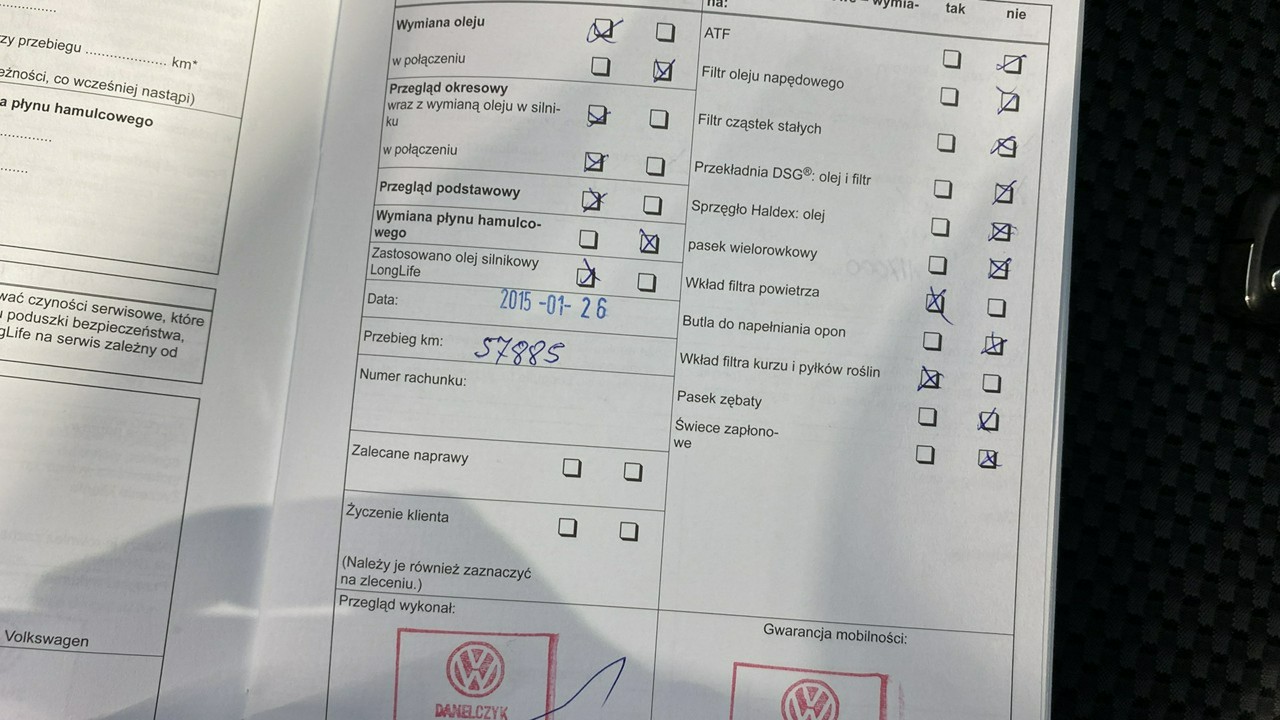 zy przebiegu .................... km*
eżności, co wcześniej nastąpi)
a płynu hamulcowego
wać czyności serwisowe, które
u poduszki bezpieczeństwa,
gLife na serwis zależny od
Volkswagen
Wymiana oleju
w połączeniu
Przegląd okresowy
wraz z wymianą oleju w silni-
ku
w połączeniu
Przegląd podstawowy
Wymiana płynu hamulco-
wego
Zastosowano olej silnikowy
LongLife
Data: 2015-01-26
Przebieg km: 57885
Numer rachunku:
Zalecane naprawy
Życzenie klienta
(Należy je również zaznaczyć
na zleceniu.)
Przegląd wykonał:
DANELCZYK
na: wymia- tak nie
ATF
Filtr oleju napędowego
Filtr cząstek stałych
Przekładnia DSG®: olej i filtr
Sprzęgło Haldex: olej
pasek wielorowkowy
Wkład filtra powietrza
Butla do napełniania opon
Wkład filtra kurzu i pyłków roślin
Pasek zębaty
Świece zapłono-
we
Gwarancja mobilności: